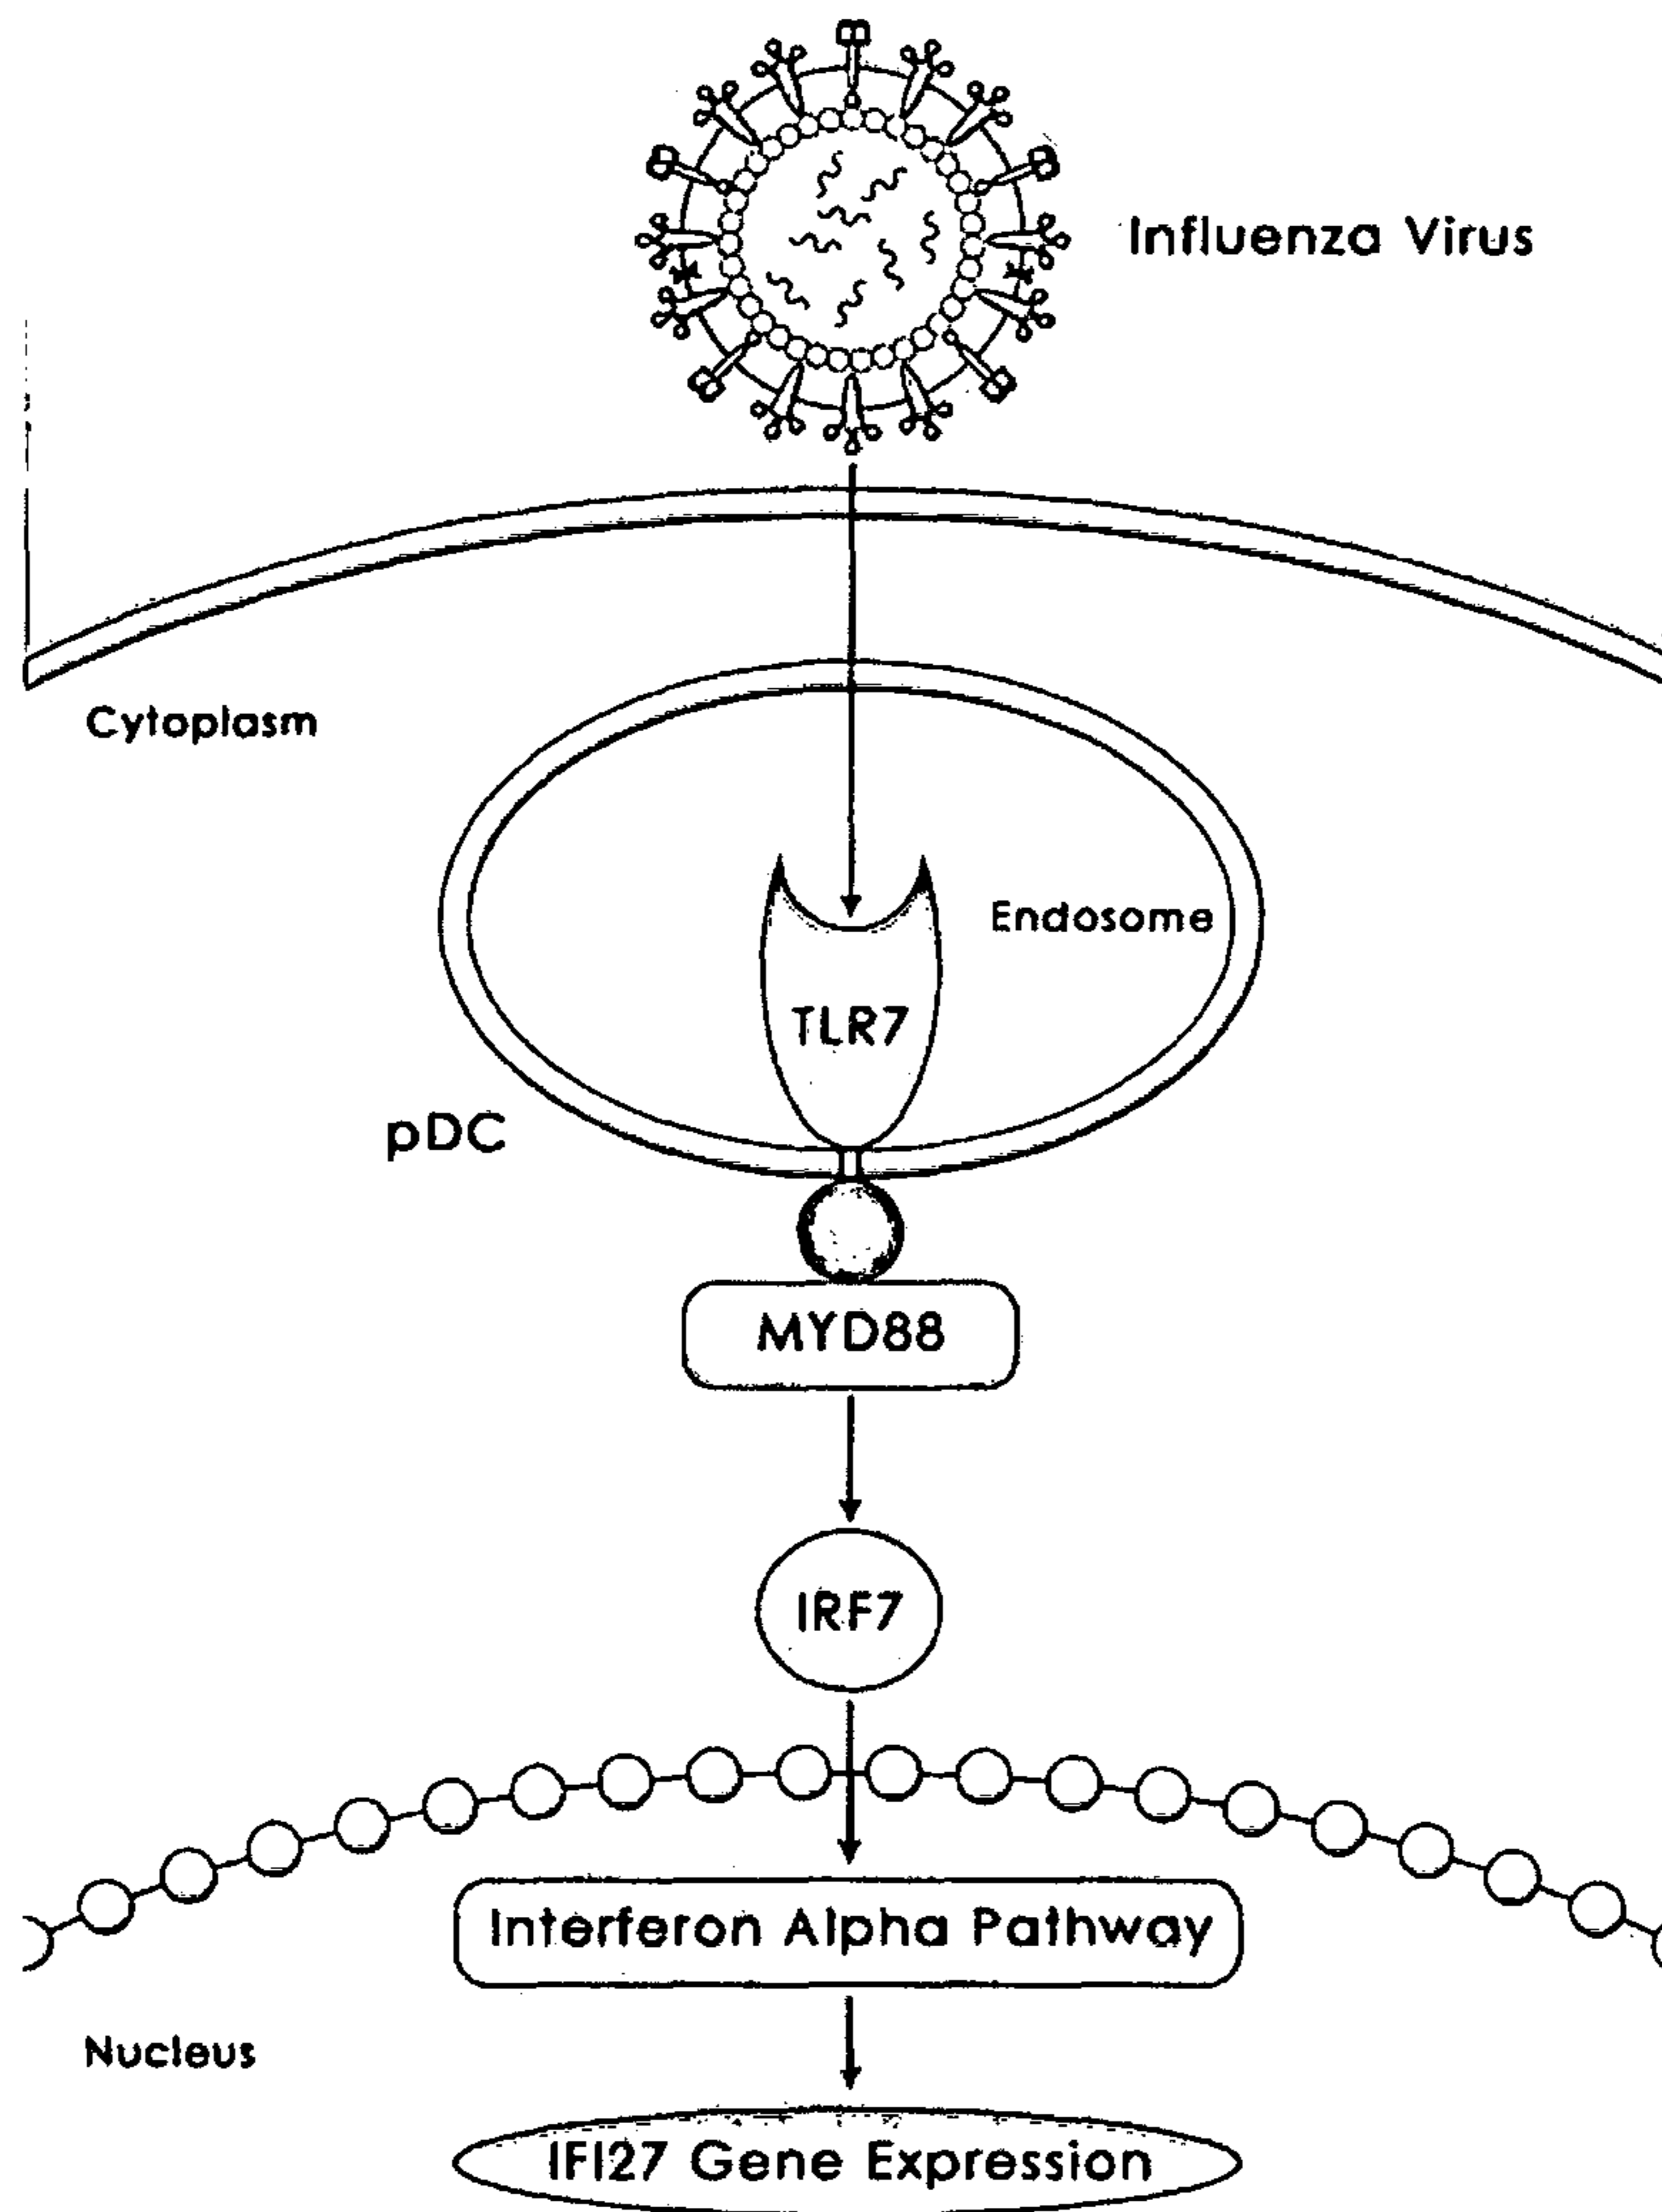 Influenza Virus
Cytoplasm
Endosome
TLR7
pDC
MYD88
IRF7
Interferon Alpha Pathway
Nucleus
IFI27 Gene Expression